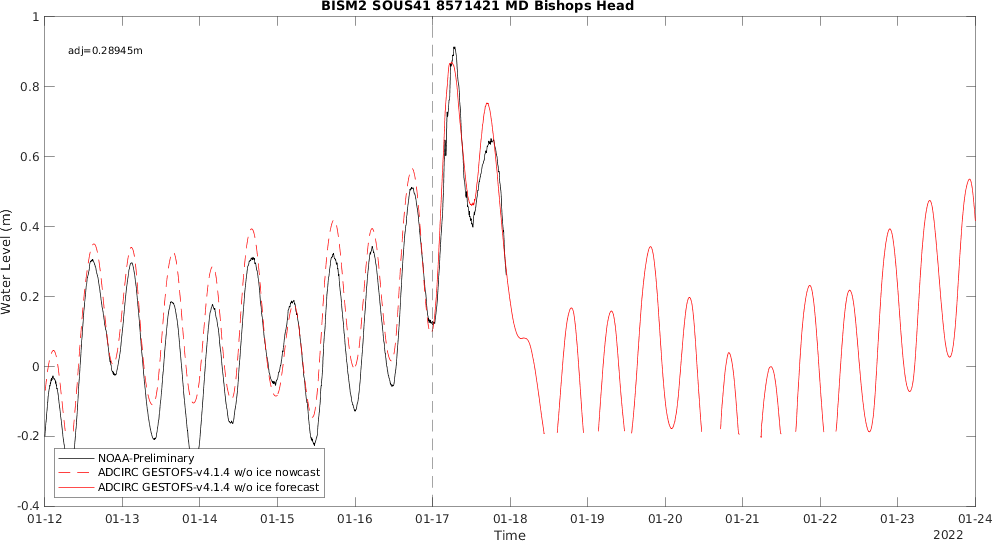 BISM2 SOUS41 8571421 MD Bishops Head
adj=0.28945m
Water Level (m)
1
0.8
0.6
0.4
0.2
0
-0.2
-0.4
NOAA-Preliminary
ADCIRC GESTOFS-v4.1.4 w/o ice nowcast
ADCIRC GESTOFS-v4.1.4 w/o ice forecast
01-12 01-13 01-14 01-15 01-16 01-17 01-18 01-19 01-20 01-21 01-22 01-23 01-24
Time
2022